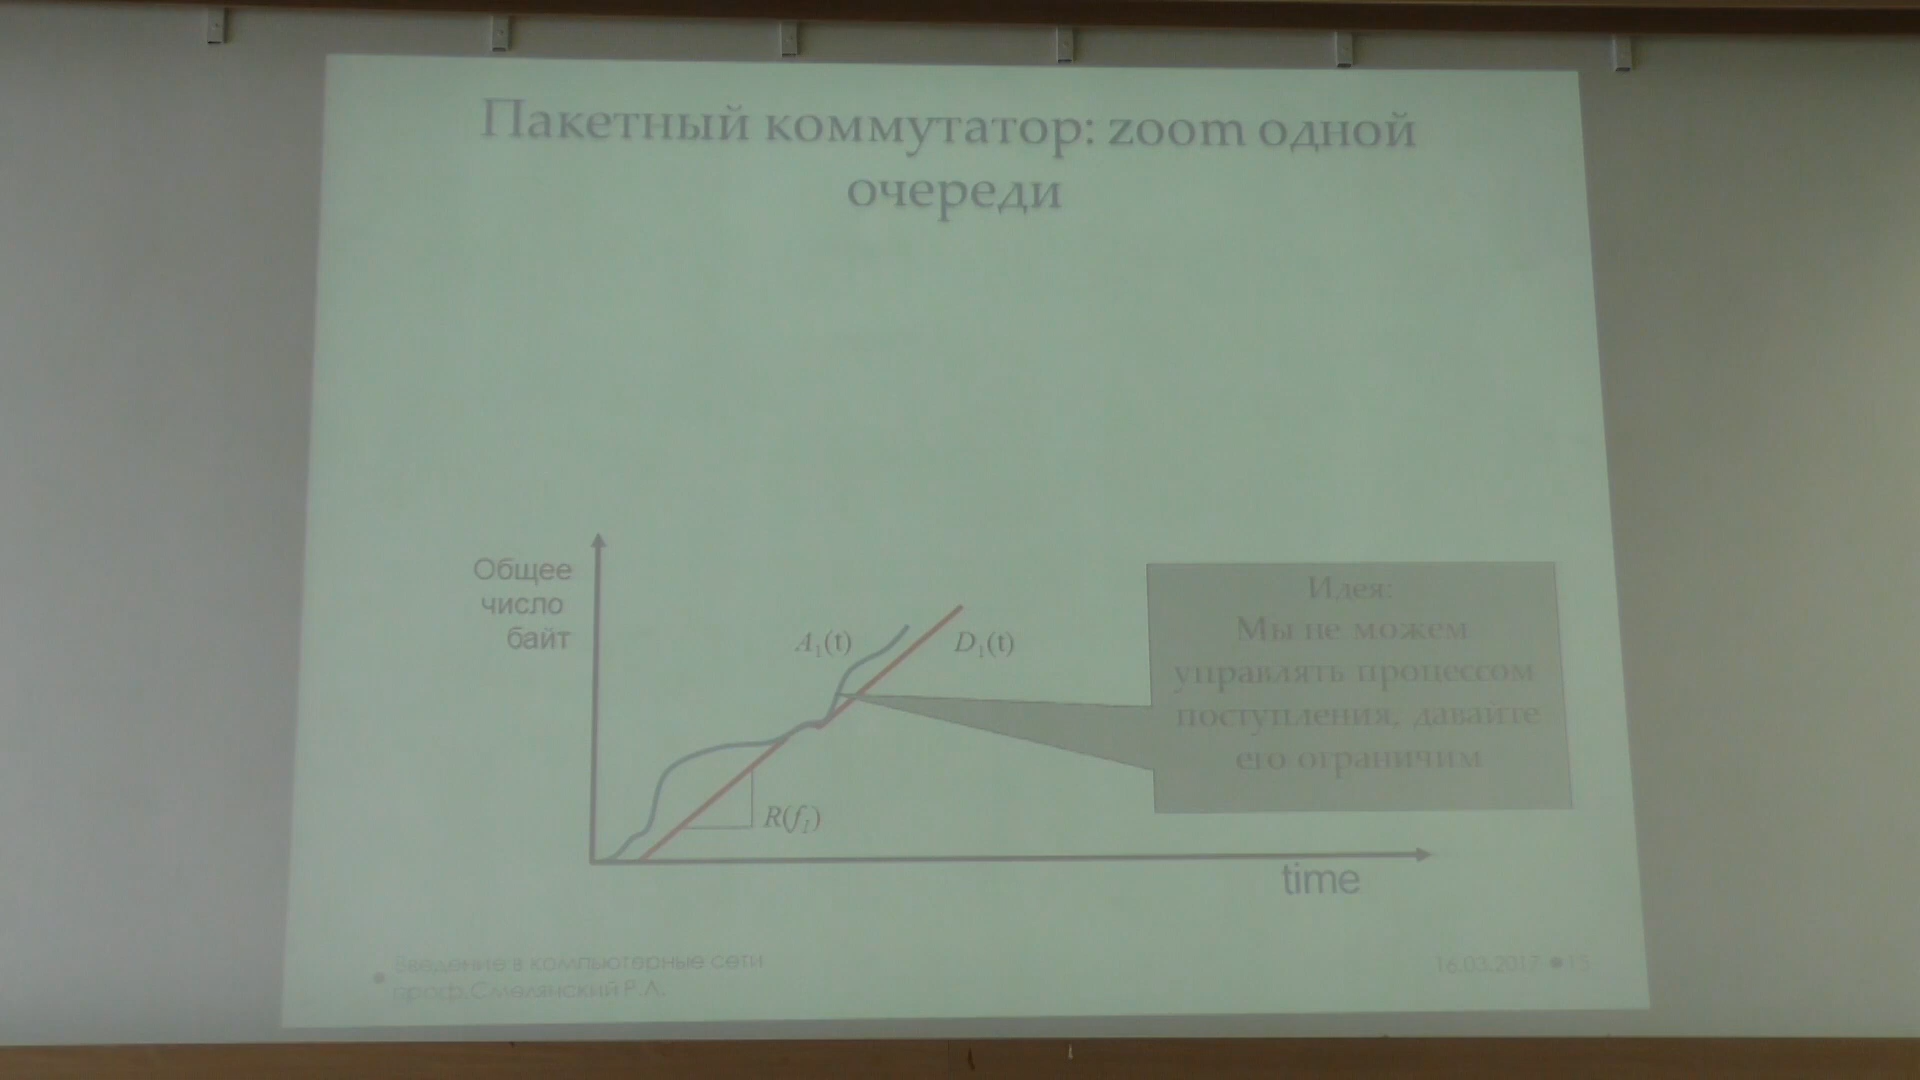 Пакетный коммутатор: zoom одной
очереди
Общее
число
байт
A₁(t)
D₁(t)
R(f₁)
time
Идея:
Мы не можем
управлять процессом
поступления, давайте
его ограничим
Введение в компьютерные сети
проф.Смелянский Р.Л.
16.03.2017
15